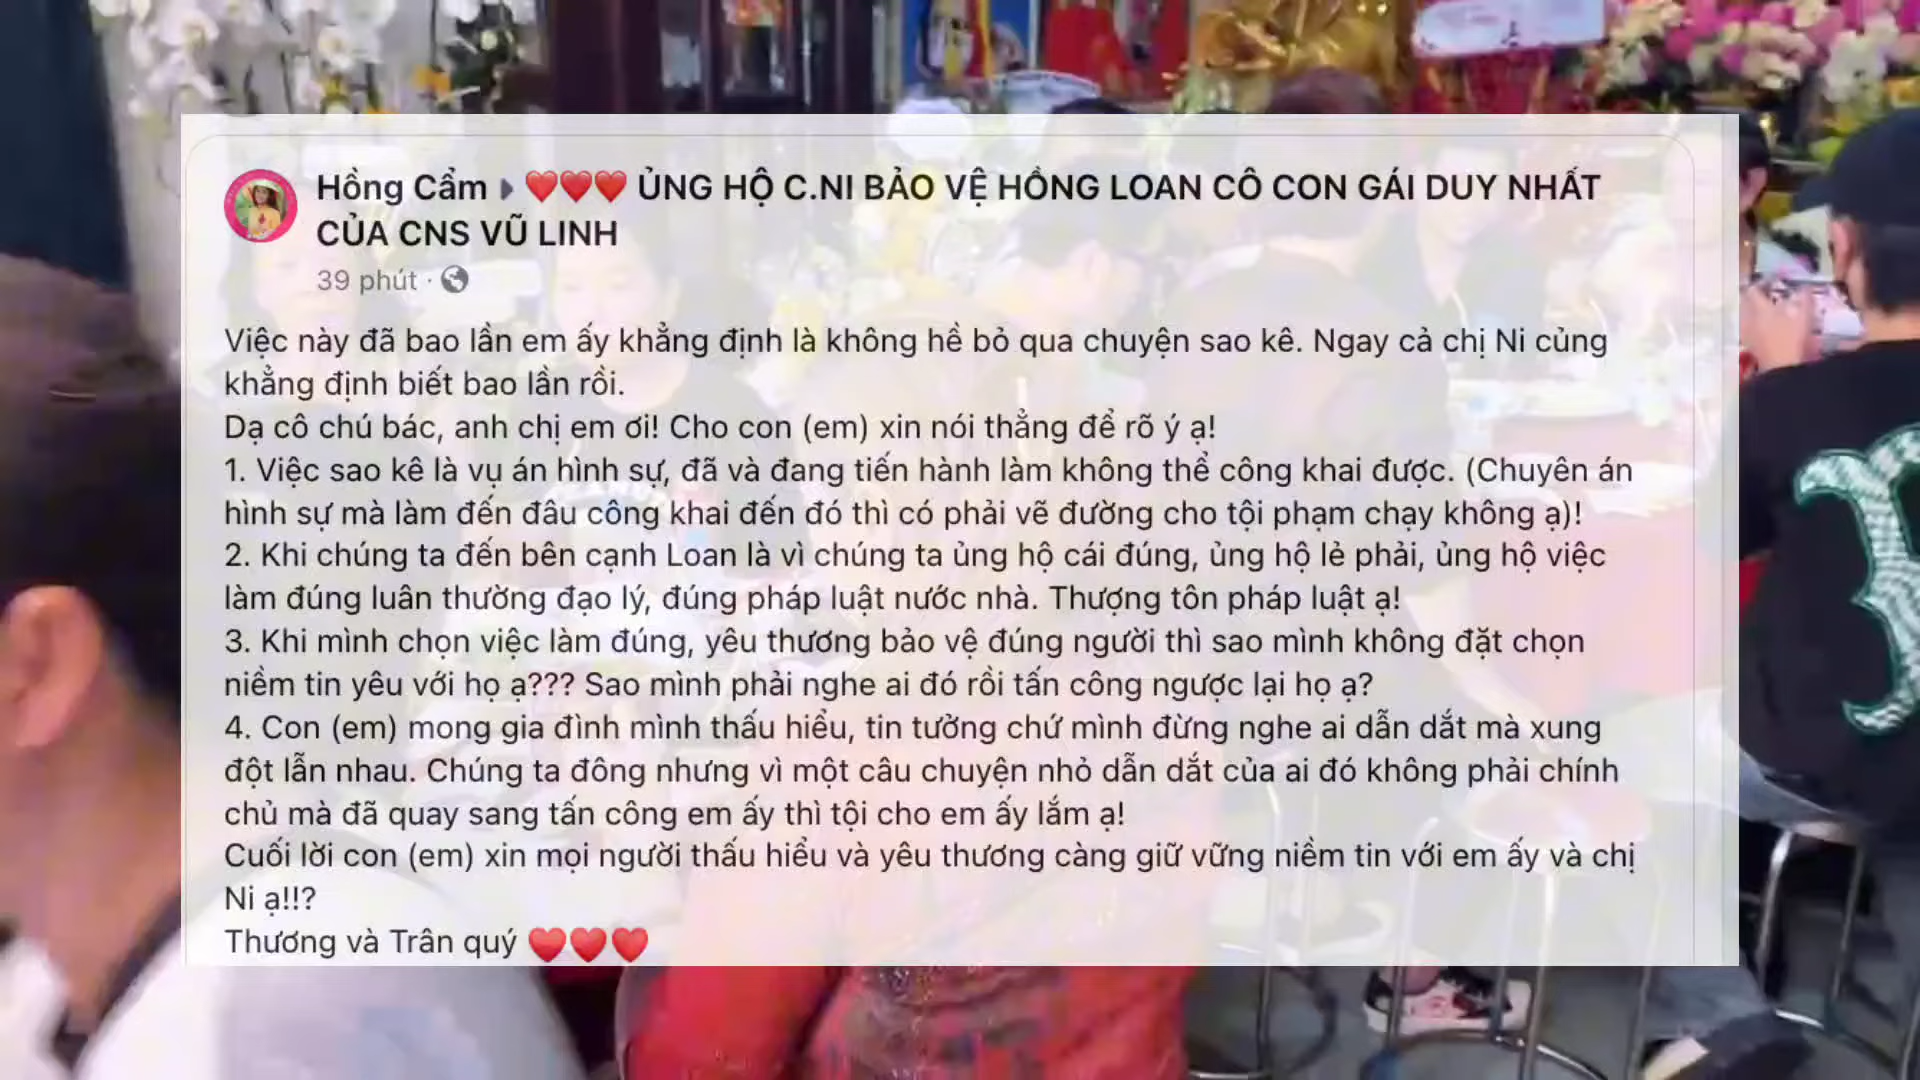 Hồng Cẩm ▸ ❤️❤️❤️ ỦNG HỘ C.NI BẢO VỆ HỒNG LOAN CÔ CON GÁI DUY NHẤT
CỦA CNS VŨ LINH
39 phút ·
Việc này đã bao lần em ấy khẳng định là không hề bỏ qua chuyện sao kê. Ngay cả chị Ni củng
khẳng định biết bao lần rồi.
Dạ cô chú bác, anh chị em ơi! Cho con (em) xin nói thẳng để rõ ý ạ!
1. Việc sao kê là vụ án hình sự, đã và đang tiến hành làm không thể công khai được. (Chuyên án
hình sự mà làm đến đâu công khai đến đó thì có phải vẽ đường cho tội phạm chạy không ạ)!
2. Khi chúng ta đến bên cạnh Loan là vì chúng ta ủng hộ cái đúng, ủng hộ lẻ phải, ủng hộ việc
làm đúng luân thường đạo lý, đúng pháp luật nước nhà. Thượng tôn pháp luật ạ!
3. Khi mình chọn việc làm đúng, yêu thương bảo vệ đúng người thì sao mình không đặt chọn
niềm tin yêu với họ ạ??? Sao mình phải nghe ai đó rồi tấn công ngược lại họ ạ?
4. Con (em) mong gia đình mình thấu hiểu, tin tưởng chứ mình đừng nghe ai dẫn dắt mà xung
đột lẫn nhau. Chúng ta đông nhưng vì một câu chuyện nhỏ dẫn dắt của ai đó không phải chính
chủ mà đã quay sang tấn công em ấy thì tội cho em ấy lắm ạ!
Cuối lời con (em) xin mọi người thấu hiểu và yêu thương càng giữ vững niềm tin với em ấy và chị
Ni ạ!!?
Thương và Trân quý ❤️❤️❤️